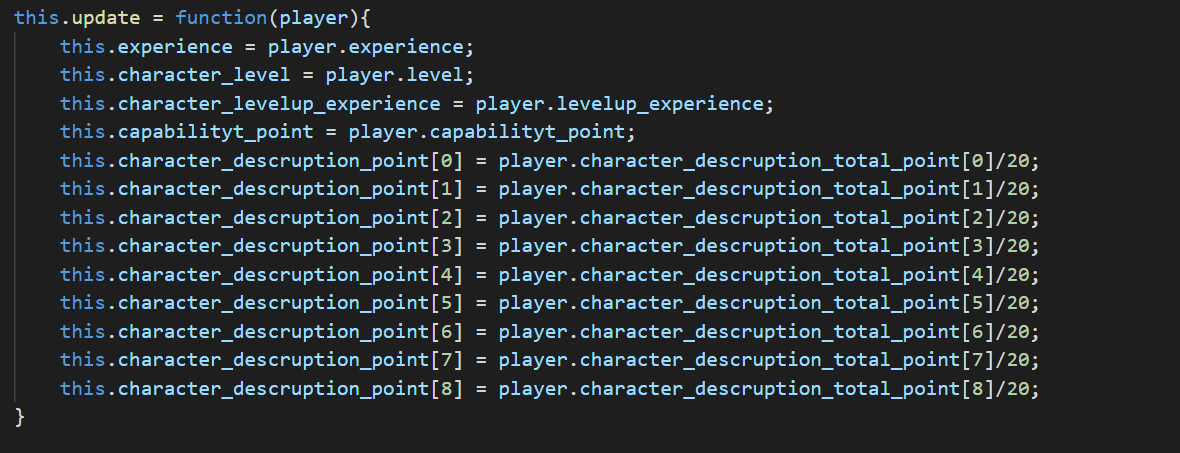 this.update = function(player){
this.experience = player.experience;
this.character_level = player.level;
this.character_levelup_experience = player.levelup_experience;
this.capabilityt_point = player.capabilityt_point;
this.character_descruption_point[0] = player.character_descruption_total_point[0]/20;
this.character_descruption_point[1] = player.character_descruption_total_point[1]/20;
this.character_descruption_point[2] = player.character_descruption_total_point[2]/20;
this.character_descruption_point[3] = player.character_descruption_total_point[3]/20;
this.character_descruption_point[4] = player.character_descruption_total_point[4]/20;
this.character_descruption_point[5] = player.character_descruption_total_point[5]/20;
this.character_descruption_point[6] = player.character_descruption_total_point[6]/20;
this.character_descruption_point[7] = player.character_descruption_total_point[7]/20;
this.character_descruption_point[8] = player.character_descruption_total_point[8]/20;
}